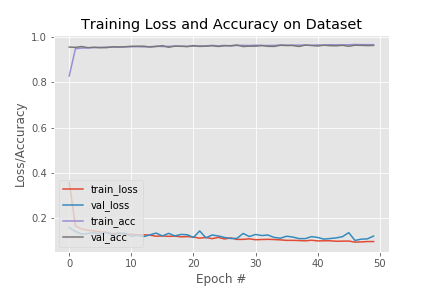 Training Loss and Accuracy on Dataset
1.0
0.8
0.6
0.4
0.2
Loss/Accuracy
train_loss
val_loss
train_acc
val_acc
0 10 20 30 40 50
Epoch #